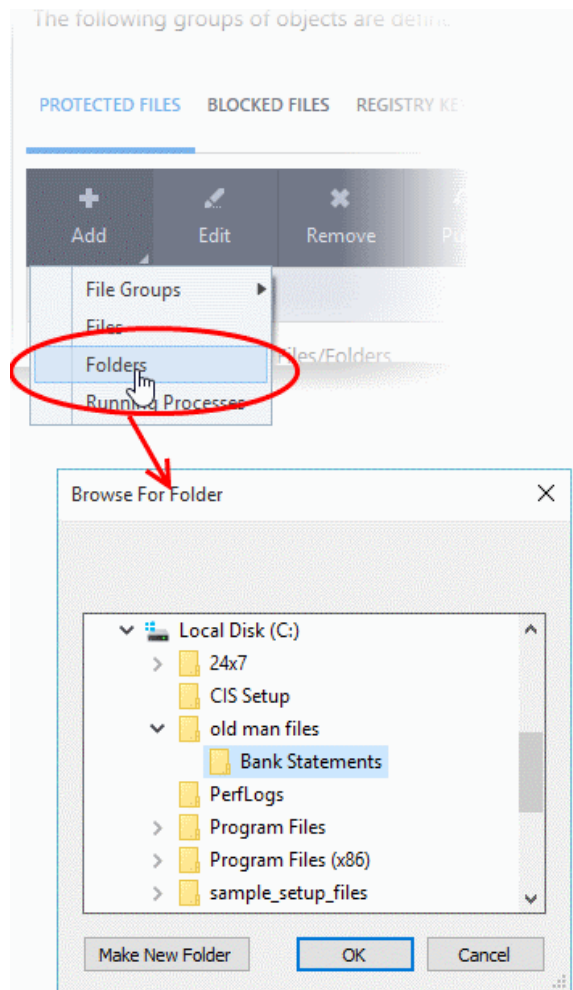 The following groups of objects are defin
PROTECTED FILES BLOCKED FILES REGISTRY KE
Add Edit Remove
File Groups
Files
Folders Files/Folders
Running Processes
Browse For Folder
Local Disk (C:)
24x7
CIS Setup
old man files
Bank Statements
PerfLogs
Program Files
Program Files (x86)
sample_setup_files
Make New Folder OK Cancel